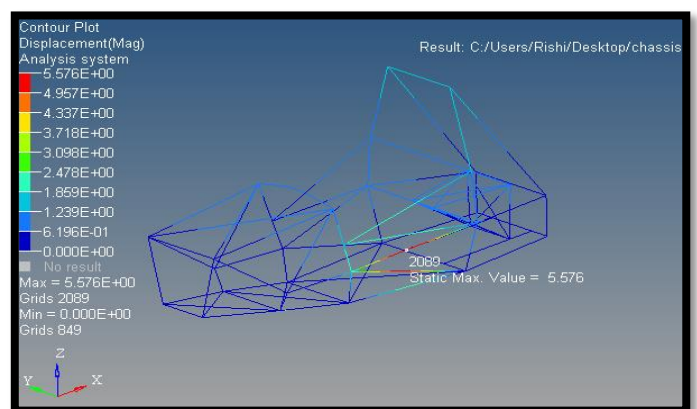 Contour Plot
Displacement(Mag)
Analysis system
5.576E+00
4.957E+00
4.337E+00
3.718E+00
3.098E+00
2.478E+00
1.859E+00
1.239E+00
6.196E-01
0.000E+00
No result
Max = 5.576E+00
Grids 2089
Min = 0.000E+00
Grids 849
Result: C:/Users/Rishi/Desktop/chassis
2089
Static Max. Value = 5.576
Z
Y
X